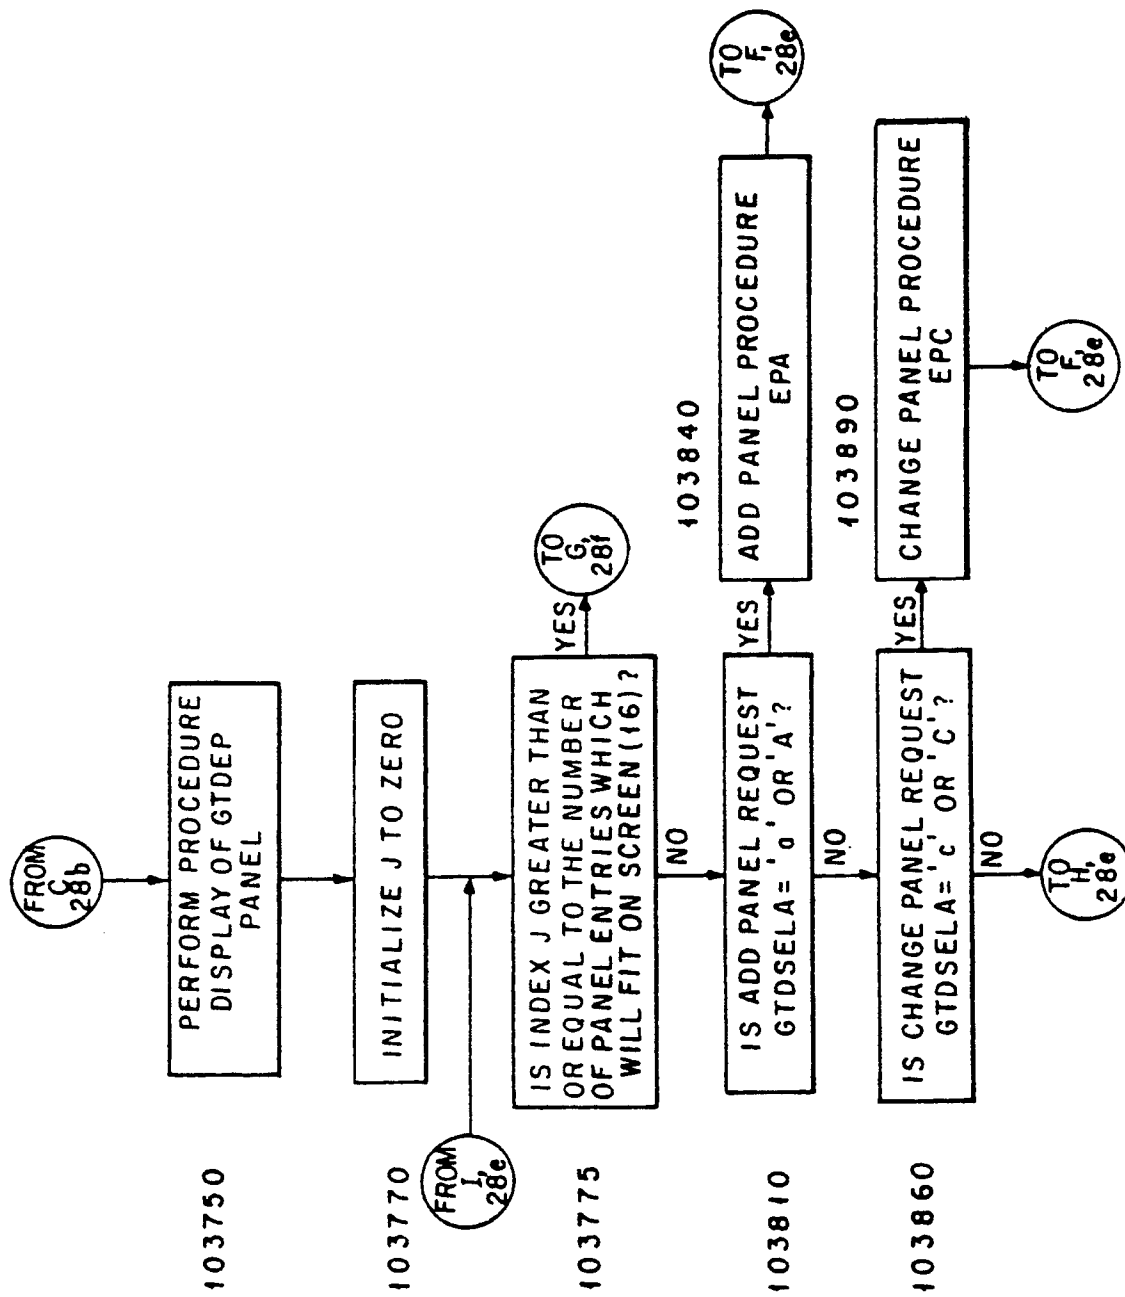 FROM
C,
28b
103750
PERFORM PROCEDURE
DISPLAY OF GTDEP
PANEL
103770
INITIALIZE J TO ZERO
FROM
I,
28e
103775
IS INDEX J GREATER THAN
OR EQUAL TO THE NUMBER
OF PANEL ENTRIES WHICH
WILL FIT ON SCREEN (16)?
YES
TO
G,
28f
NO
103810
IS ADD PANEL REQUEST
GTDSELA='a' OR 'A'?
YES
103840
ADD PANEL PROCEDURE
EPA
TO
F,
28e
NO
103860
IS CHANGE PANEL REQUEST
GTDSELA='c' OR 'C'?
YES
103890
CHANGE PANEL PROCEDURE
EPC
TO
F,
28e
NO
TO
H,
28e